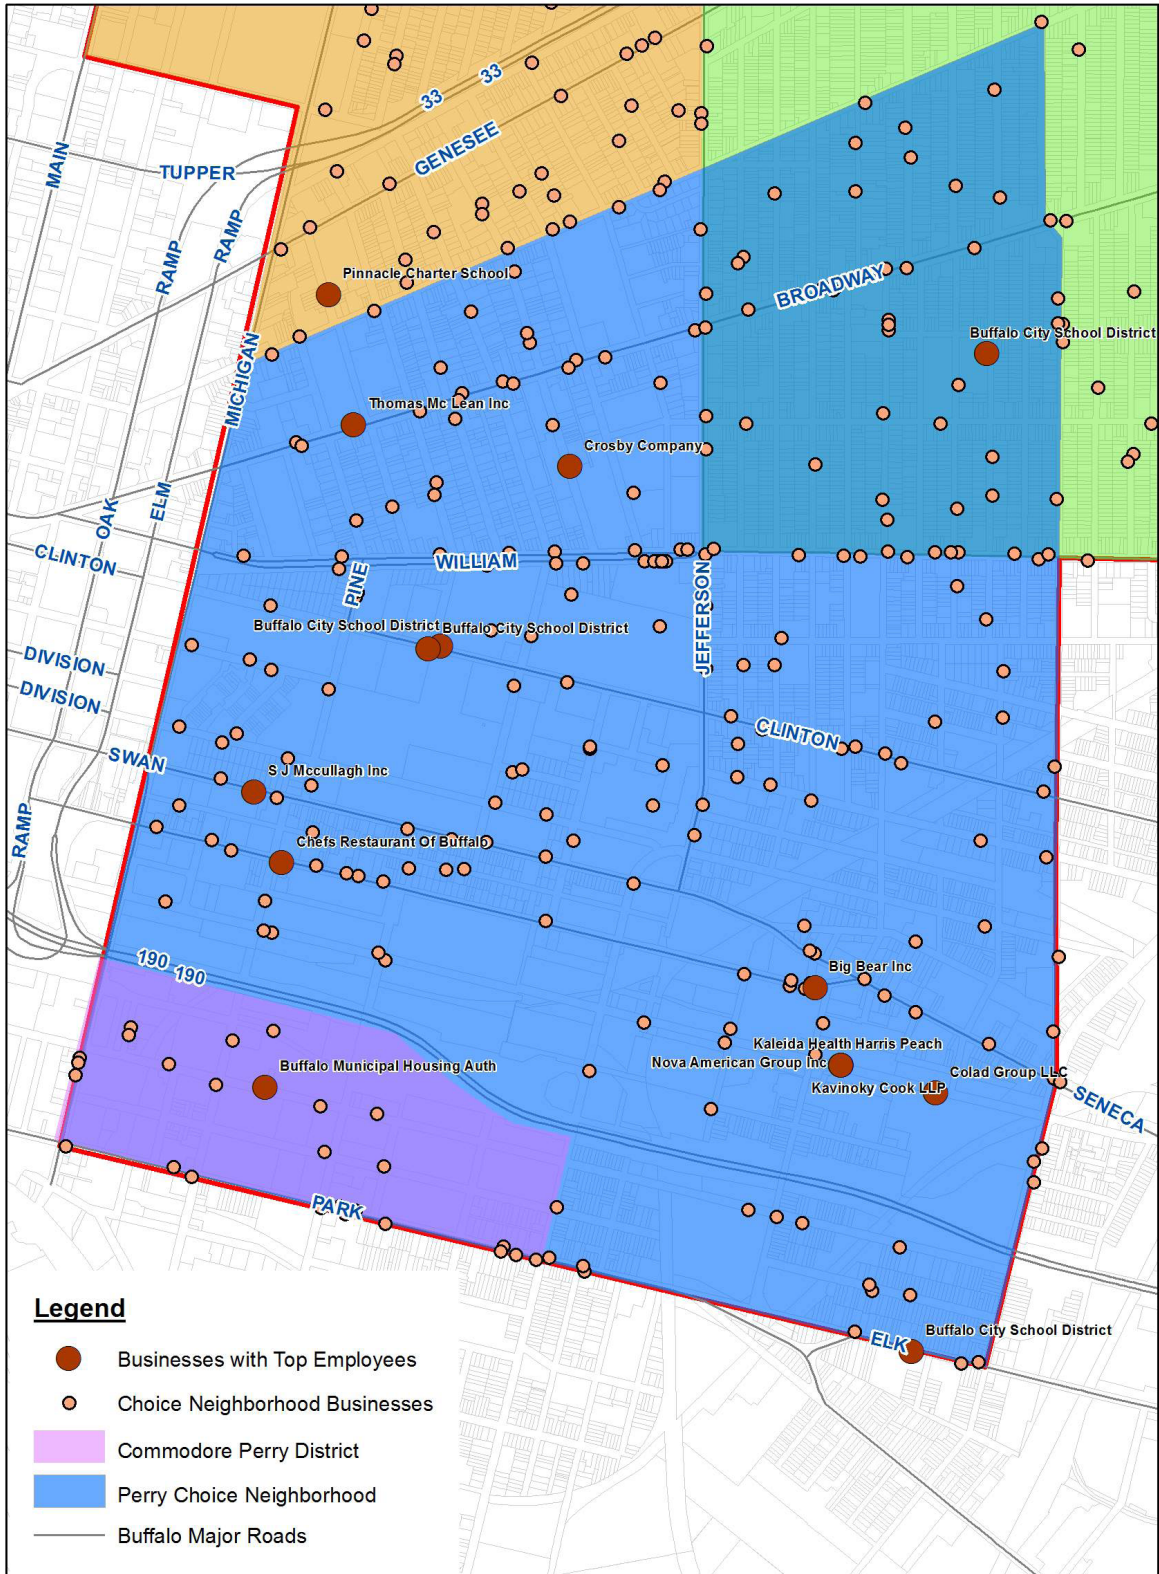 33
33
GENESEE
MAIN
TUPPER
RAMP
RAMP
Pinnacle Charter School
BROADWAY
Buffalo City School District
MICHIGAN
Thomas Mc Lean Inc
Crosby Company
ELM
OAK
CLINTON
WILLIAM
PINE
JEFFERSON
Buffalo City School District
Buffalo City School District
DIVISION
DIVISION
CLINTON
SWAN
S J Mccullagh Inc
RAMP
Chefs Restaurant Of Buffalo
190
190
Big Bear Inc
Kaleida Health Harris Peach
Nova American Group Inc
Buffalo Municipal Housing Auth
Colad Group LLC
Kavinoky Cook LLP
SENECA
PARK
Buffalo City School District
ELK
Legend
Businesses with Top Employees
Choice Neighborhood Businesses
Commodore Perry District
Perry Choice Neighborhood
Buffalo Major Roads